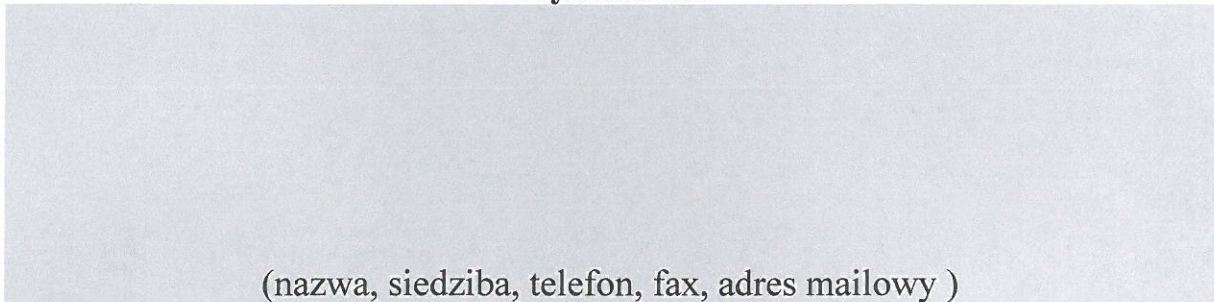 (nazwa, siedziba, telefon, fax, adres mailowy )